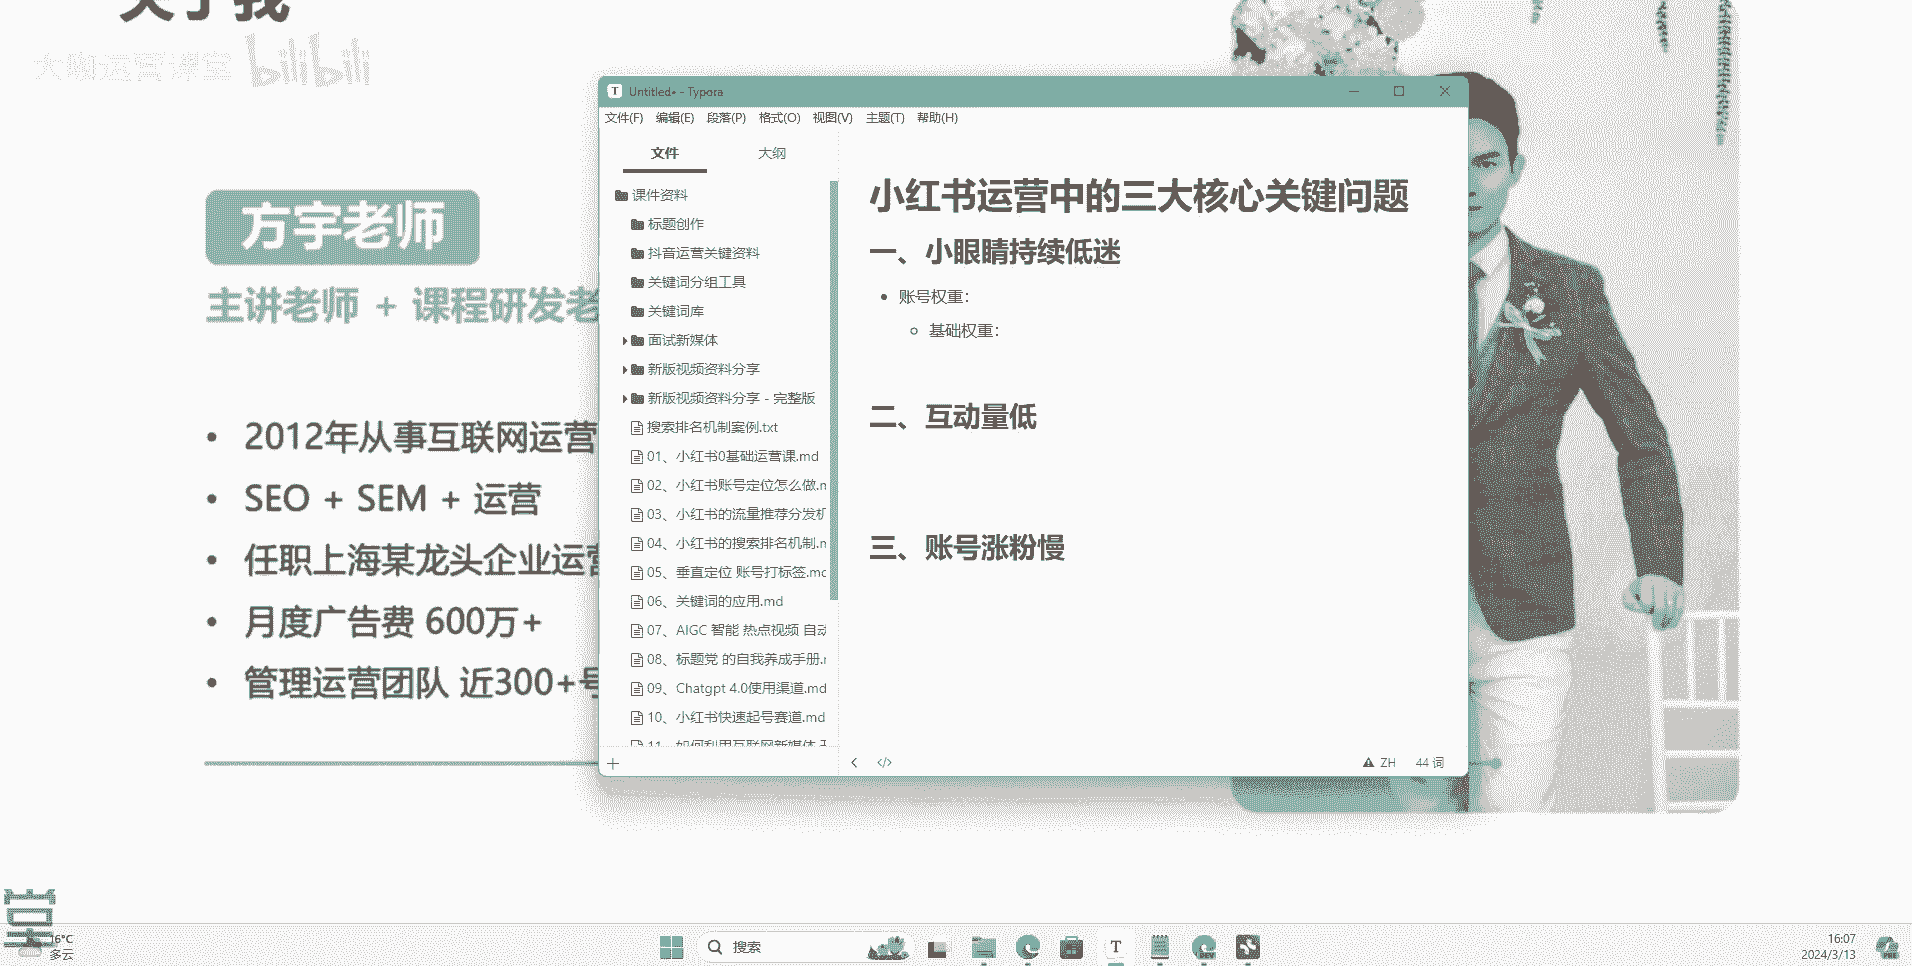 关于我
大咖运营课堂 bilibili
方宇老师
主讲老师 + 课程研发老
2012年从事互联网运营
SEO + SEM + 运营
任职上海某龙头企业运营
月度广告费 600万+
管理运营团队 近300+号
Untitled• - Typora
文件(F) 编辑(E) 段落(P) 格式(O) 视图(V) 主题(T) 帮助(H)
文件 大纲
课件资料
标题创作
抖音运营关键资料
关键词分组工具
关键词库
面试新媒体
新版视频资料分享
新版视频资料分享 - 完整版
搜索排名机制案例.txt
01、小红书0基础运营课.md
02、小红书账号定位怎么做.m
03、小红书的流量推荐分发机
04、小红书的搜索排名机制.m
05、垂直定位 账号打标签.md
06、关键词的应用.md
07、AIGC 智能 热点视频 自动
08、标题党 的自我养成手册.m
09、Chatgpt 4.0使用渠道.md
10、小红书快速起号赛道.md
11、如何利用互联网新媒体
小红书运营中的三大核心关键问题
一、小眼睛持续低迷
账号权重：
基础权重：
二、互动量低
三、账号涨粉慢
ZH 44 词
堂
16°C
多云
搜索
16:07
2024/3/13